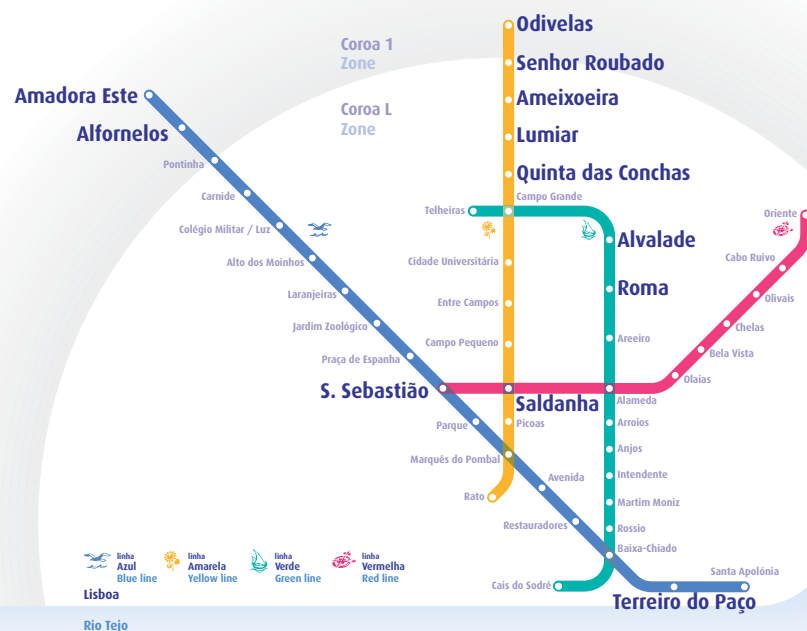 Odivelas
Coroa 1
Zone
Senhor Roubado
Amadora Este
Ameixoeira
Coroa L
Zone
Alfornelos
Lumiar
Pontinha
Quinta das Conchas
Carnide
Campo Grande
Telheiras
Oriente
Colégio Militar / Luz
Alvalade
Alto dos Moinhos
Cidade Universitária
Cabo Ruivo
Laranjeiras
Roma
Olivais
Entre Campos
Jardim Zoológico
Chelas
Campo Pequeno
Areeiro
Praça de Espanha
Bela Vista
Olaias
S. Sebastião
Saldanha
Alameda
Parque
Picoas
Arroios
Anjos
Marquês do Pombal
Avenida
Intendente
Rato
Martim Moniz
Restauradores
Rossio
Baixa-Chiado
linha
Azul
Blue line
linha
Amarela
Yellow line
linha
Verde
Green line
linha
Vermelha
Red line
Santa Apolónia
Cais do Sodré
Terreiro do Paço
Lisboa
Rio Tejo